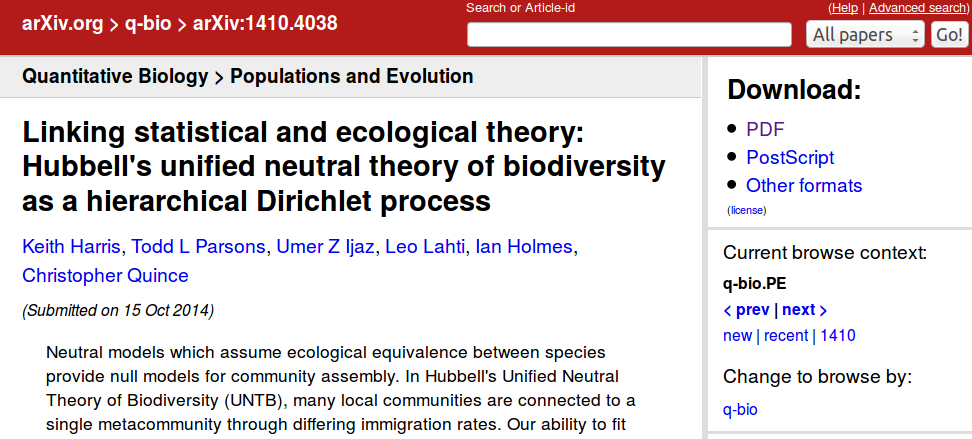 arXiv.org > q-bio > arXiv:1410.4038
Search or Article-id
(Help | Advanced search)
All papers
Go!
Quantitative Biology > Populations and Evolution
Linking statistical and ecological theory:
Hubbell's unified neutral theory of biodiversity
as a hierarchical Dirichlet process
Keith Harris, Todd L Parsons, Umer Z Ijaz, Leo Lahti, Ian Holmes,
Christopher Quince
(Submitted on 15 Oct 2014)
Neutral models which assume ecological equivalence between species
provide null models for community assembly. In Hubbell's Unified Neutral
Theory of Biodiversity (UNTB), many local communities are connected to a
single metacommunity through differing immigration rates. Our ability to fit
Download:
• PDF
• PostScript
• Other formats
(license)
Current browse context:
q-bio.PE
< prev | next >
new | recent | 1410
Change to browse by:
q-bio